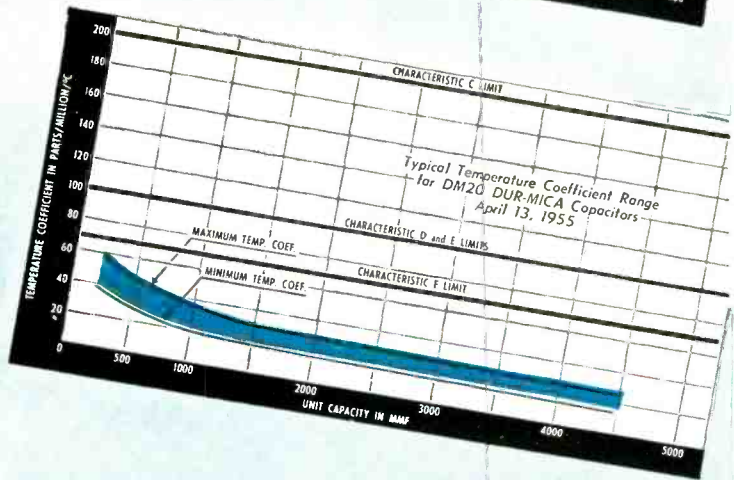 200
180
160
140
120
100
80
60
40
20
0
TEMPERATURE COEFFICIENT IN PARTS/MILLION/°C
CHARACTERISTIC C LIMIT
Typical Temperature Coefficient Range
for DM20 DUR-MICA Capacitors
April 13, 1955
CHARACTERISTIC D and E LIMITS
MAXIMUM TEMP. COEF.
CHARACTERISTIC F LIMIT
MINIMUM TEMP. COEF.
500
1000
2000
3000
4000
5000
UNIT CAPACITY IN MMF